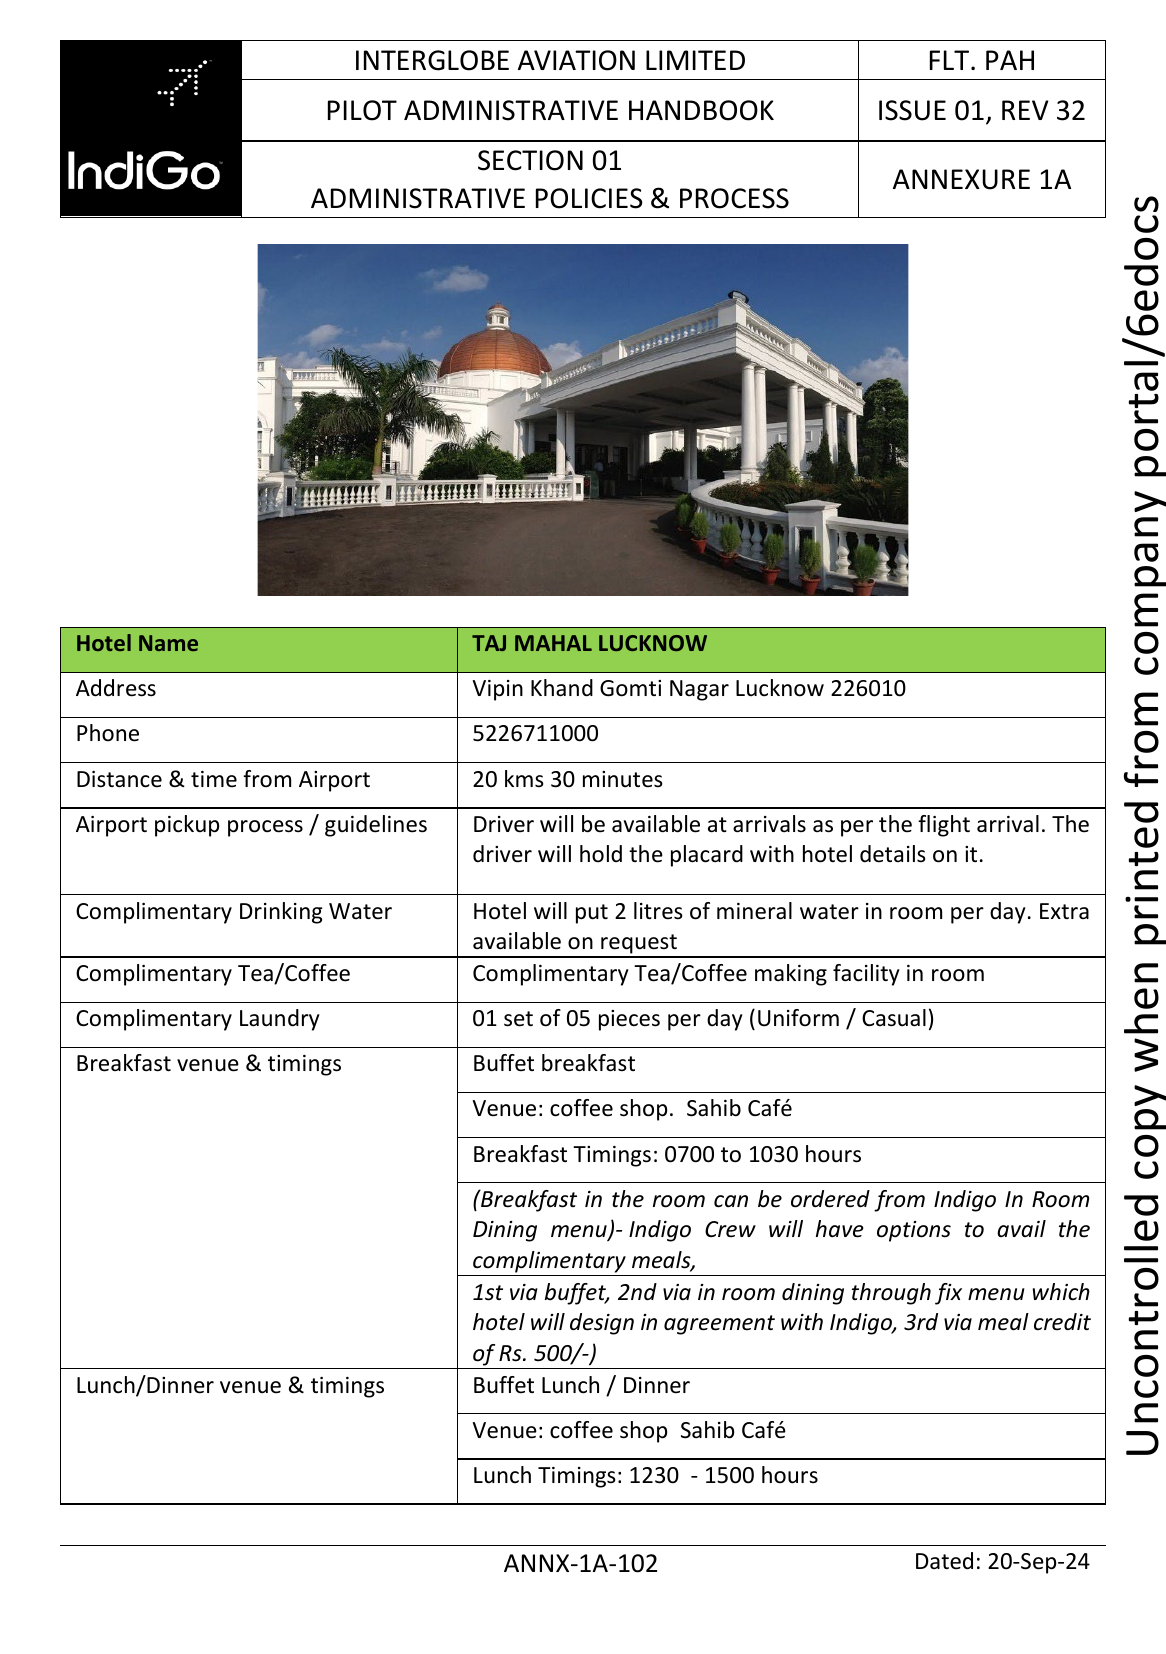 IndiGo
INTERGLOBE AVIATION LIMITED
FLT. PAH
PILOT ADMINISTRATIVE HANDBOOK
ISSUE 01, REV 32
SECTION 01
ADMINISTRATIVE POLICIES & PROCESS
ANNEXURE 1A
Hotel Name
TAJ MAHAL LUCKNOW
Address
Vipin Khand Gomti Nagar Lucknow 226010
Phone
5226711000
Distance & time from Airport
20 kms 30 minutes
Airport pickup process / guidelines
Driver will be available at arrivals as per the flight arrival. The
driver will hold the placard with hotel details on it.
Complimentary Drinking Water
Hotel will put 2 litres of mineral water in room per day. Extra
available on request
Complimentary Tea/Coffee
Complimentary Tea/Coffee making facility in room
Complimentary Laundry
01 set of 05 pieces per day (Uniform / Casual)
Breakfast venue & timings
Buffet breakfast
Venue: coffee shop.  Sahib Café
Breakfast Timings: 0700 to 1030 hours
(Breakfast in the room can be ordered from Indigo In Room
Dining menu)- Indigo Crew will have options to avail the
complimentary meals,
1st via buffet, 2nd via in room dining through fix menu which
hotel will design in agreement with Indigo, 3rd via meal credit
of Rs. 500/-)
Lunch/Dinner venue & timings
Buffet Lunch / Dinner
Venue: coffee shop  Sahib Café
Lunch Timings: 1230  - 1500 hours
ANNX-1A-102
Dated: 20-Sep-24
Uncontrolled copy when printed from company portal/6edocs